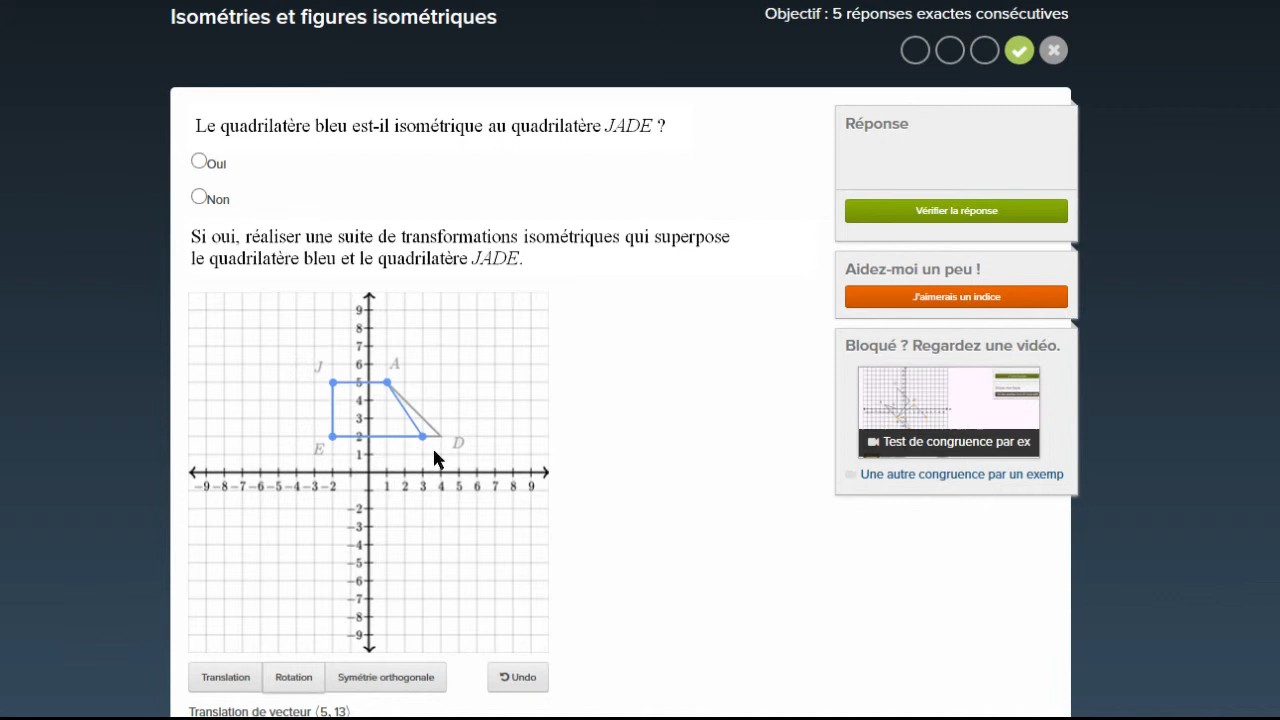 Isométries et figures isométriques
Objectif : 5 réponses exactes consécutives
Le quadrilatère bleu est-il isométrique au quadrilatère JADE ?
Oui
Non
Si oui, réaliser une suite de transformations isométriques qui superpose
le quadrilatère bleu et le quadrilatère JADE.
9
8
7
6
5
4
3
2
1
J
A
E
D
-9 -8 -7 -6 -5 -4 -3 -2
1 2 3 4 5 6 7 8 9
-2
-3
-4
-5
-6
-7
-8
-9
Translation
Rotation
Symétrie orthogonale
Undo
Translation de vecteur (5, 13)
Réponse
Vérifier la réponse
Aidez-moi un peu !
J'aimerais un indice
Bloqué ? Regardez une vidéo.
Test de congruence par ex
Une autre congruence par un exemp